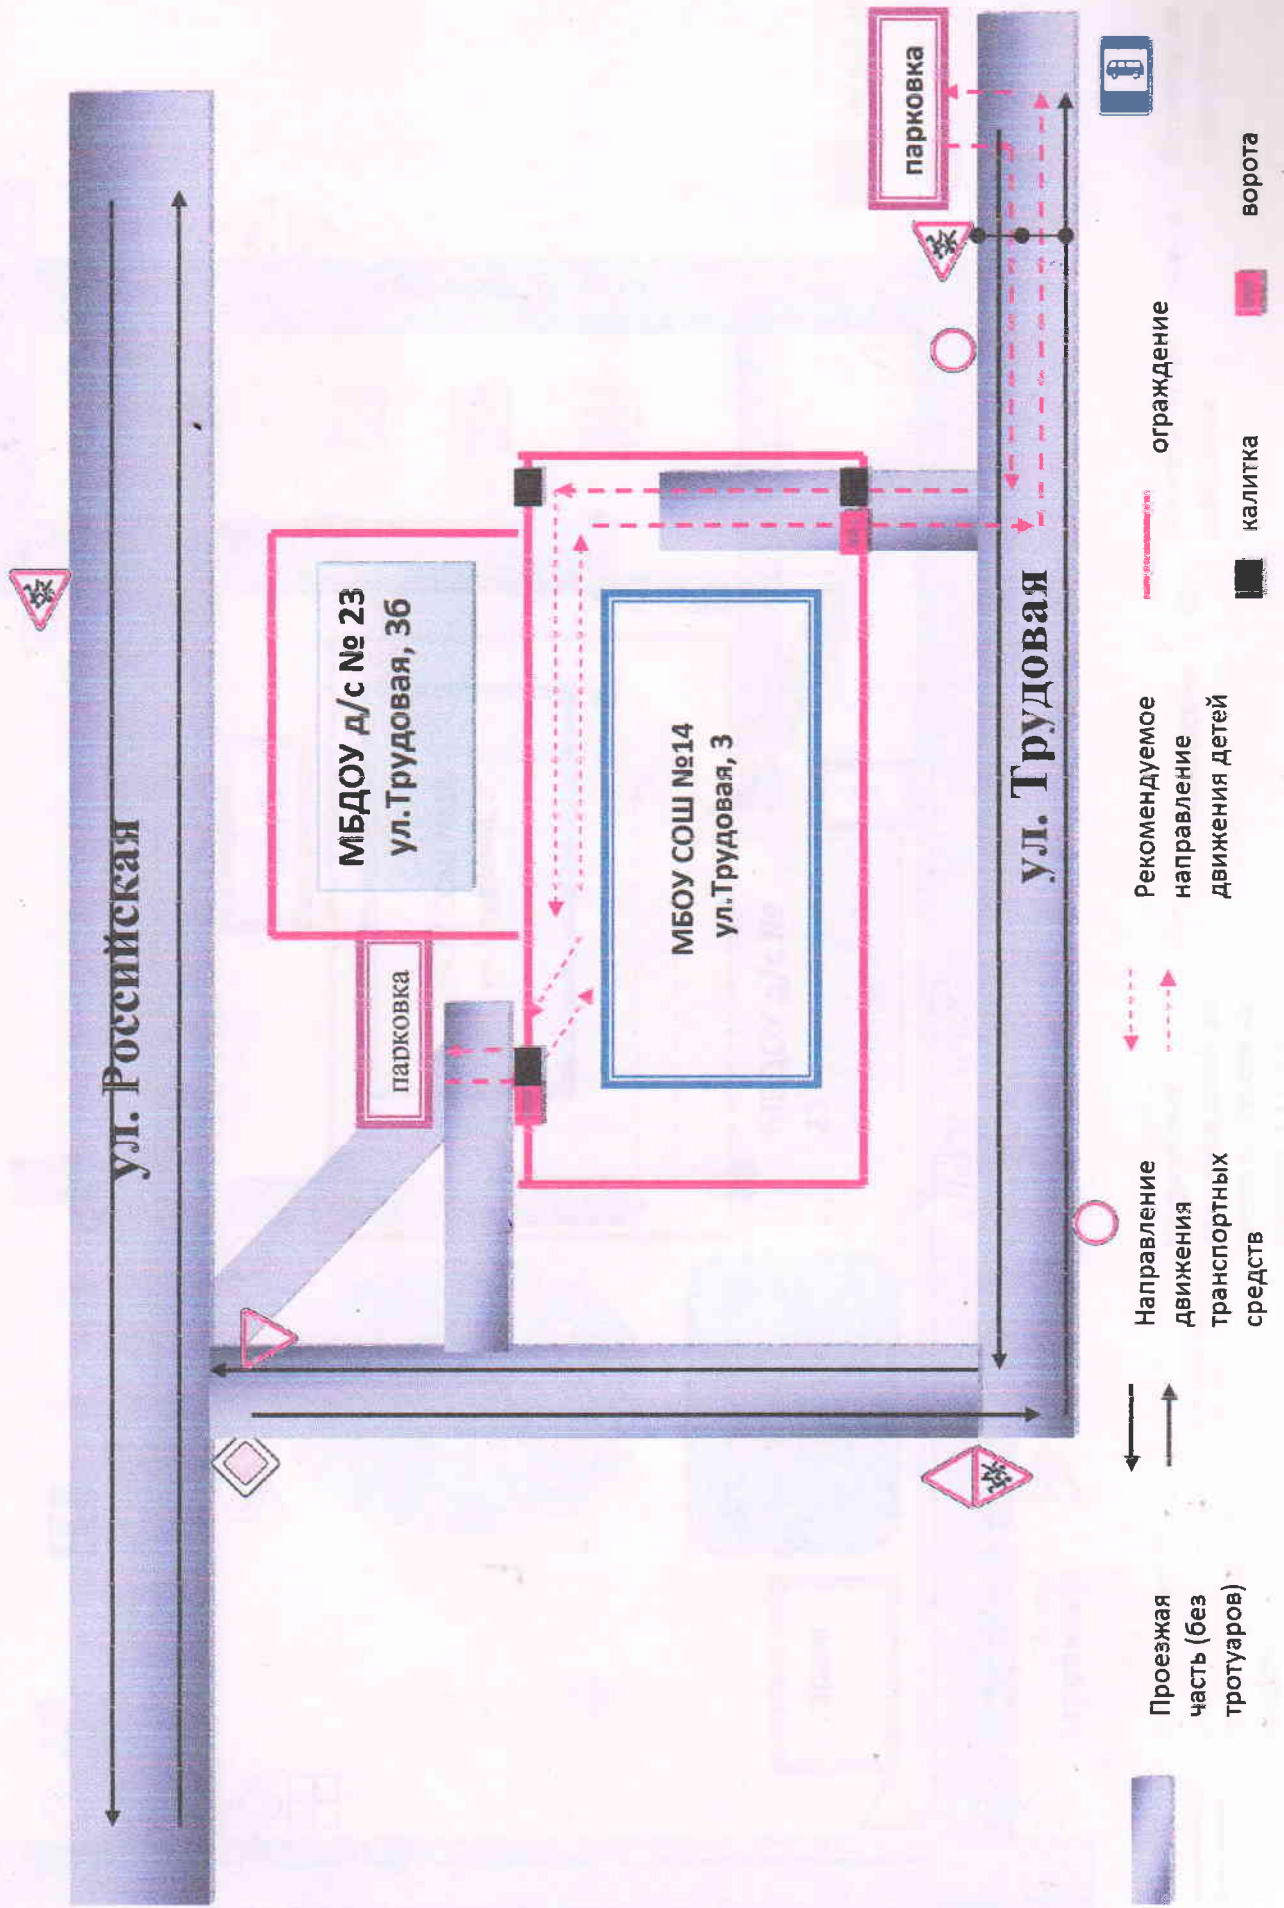 ул. Российская
МБДОУ д/с № 23
ул.Трудовая, 3б
парковка
парковка
МБОУ СОШ №14
ул.Трудовая, 3
ул. Трудовая
Проезжая
часть (без
тротуаров)
Направление
движения
транспортных
средств
Рекомендуемое
направление
движения детей
ограждение
калитка
ворота